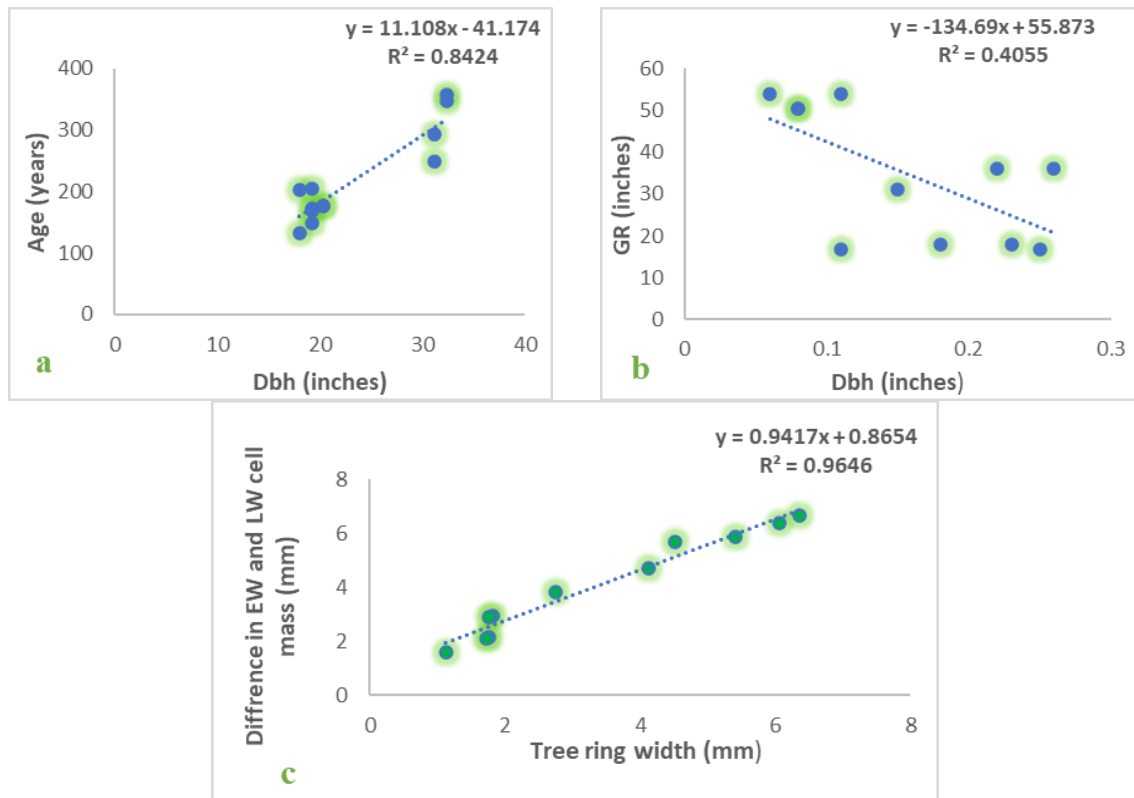 y = 11.108x - 41.174
R² = 0.8424
400
300
200
100
0
Age (years)
0 10 20 30 40
Dbh (inches)
a
y = -134.69x + 55.873
R² = 0.4055
60
50
40
30
20
10
0
GR (inches)
0 0.1 0.2 0.3
Dbh (inches)
b
y = 0.9417x + 0.8654
R² = 0.9646
8
6
4
2
0
Diffrence in EW and LW cell
mass (mm)
0 2 4 6 8
Tree ring width (mm)
c